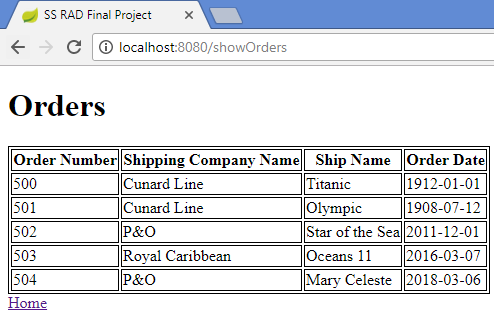 SS RAD Final Project
localhost:8080/showOrders
Orders
Order Number Shipping Company Name Ship Name Order Date
500 Cunard Line Titanic 1912-01-01
501 Cunard Line Olympic 1908-07-12
502 P&O Star of the Sea 2011-12-01
503 Royal Caribbean Oceans 11 2016-03-07
504 P&O Mary Celeste 2018-03-06
Home